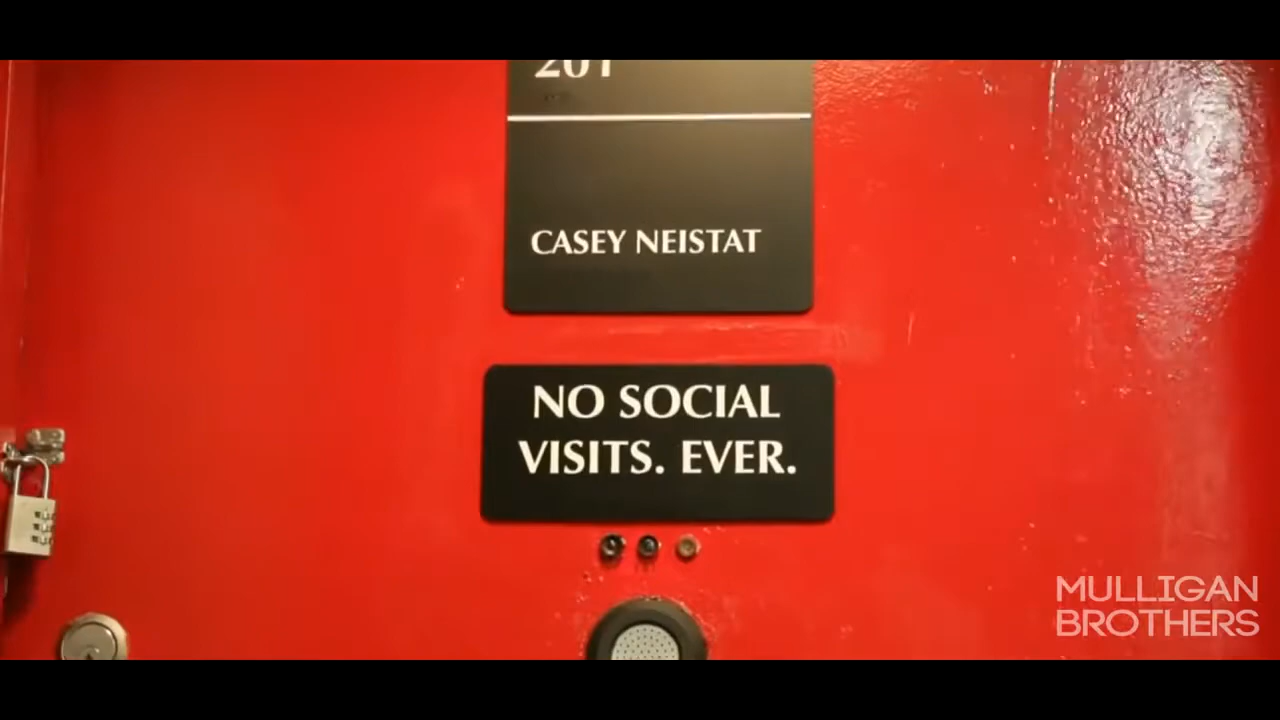 201
CASEY NEISTAT
NO SOCIAL
VISITS. EVER.
MULLIGAN
BROTHERS